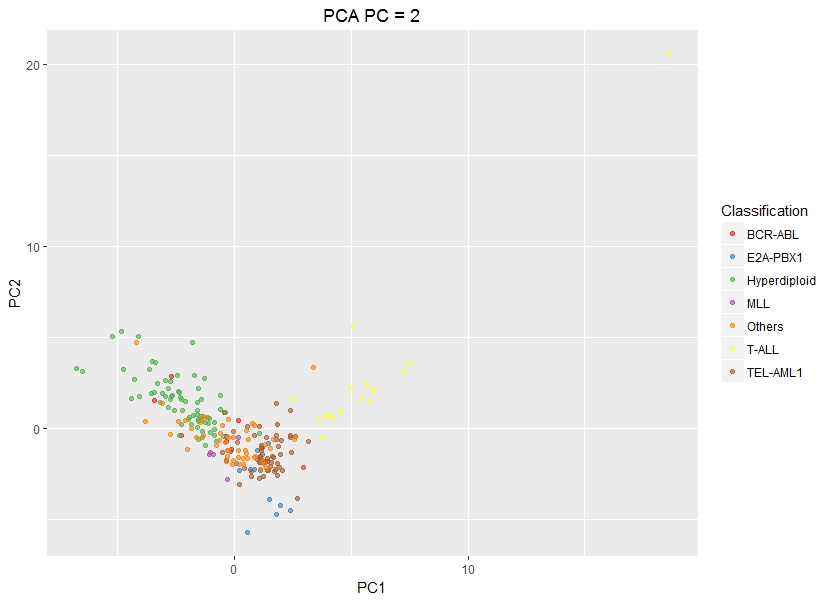 PCA PC = 2
20
10
0
PC2
0
10
PC1
Classification
BCR-ABL
E2A-PBX1
Hyperdiploid
MLL
Others
T-ALL
TEL-AML1